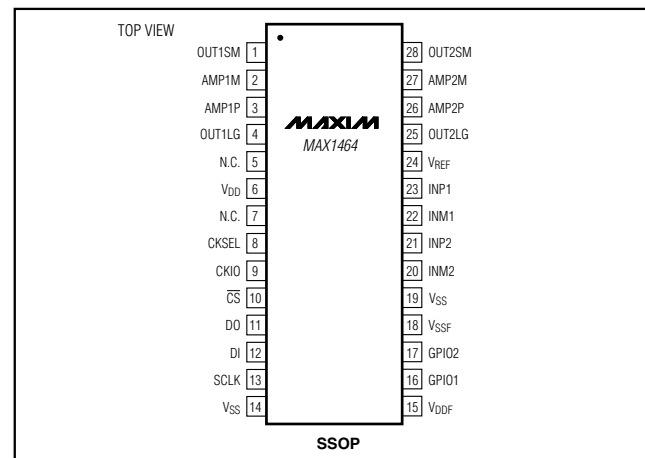 TOP VIEW
OUT1SM 1
AMP1M 2
AMP1P 3
OUT1LG 4
N.C. 5
VDD 6
N.C. 7
CKSEL 8
CKIO 9
C̅S̅ 10
DO 11
DI 12
SCLK 13
VSS 14
MAXIM
MAX1464
28 OUT2SM
27 AMP2M
26 AMP2P
25 OUT2LG
24 VREF
23 INP1
22 INM1
21 INP2
20 INM2
19 VSS
18 VSSF
17 GPIO2
16 GPIO1
15 VDDF
SSOP